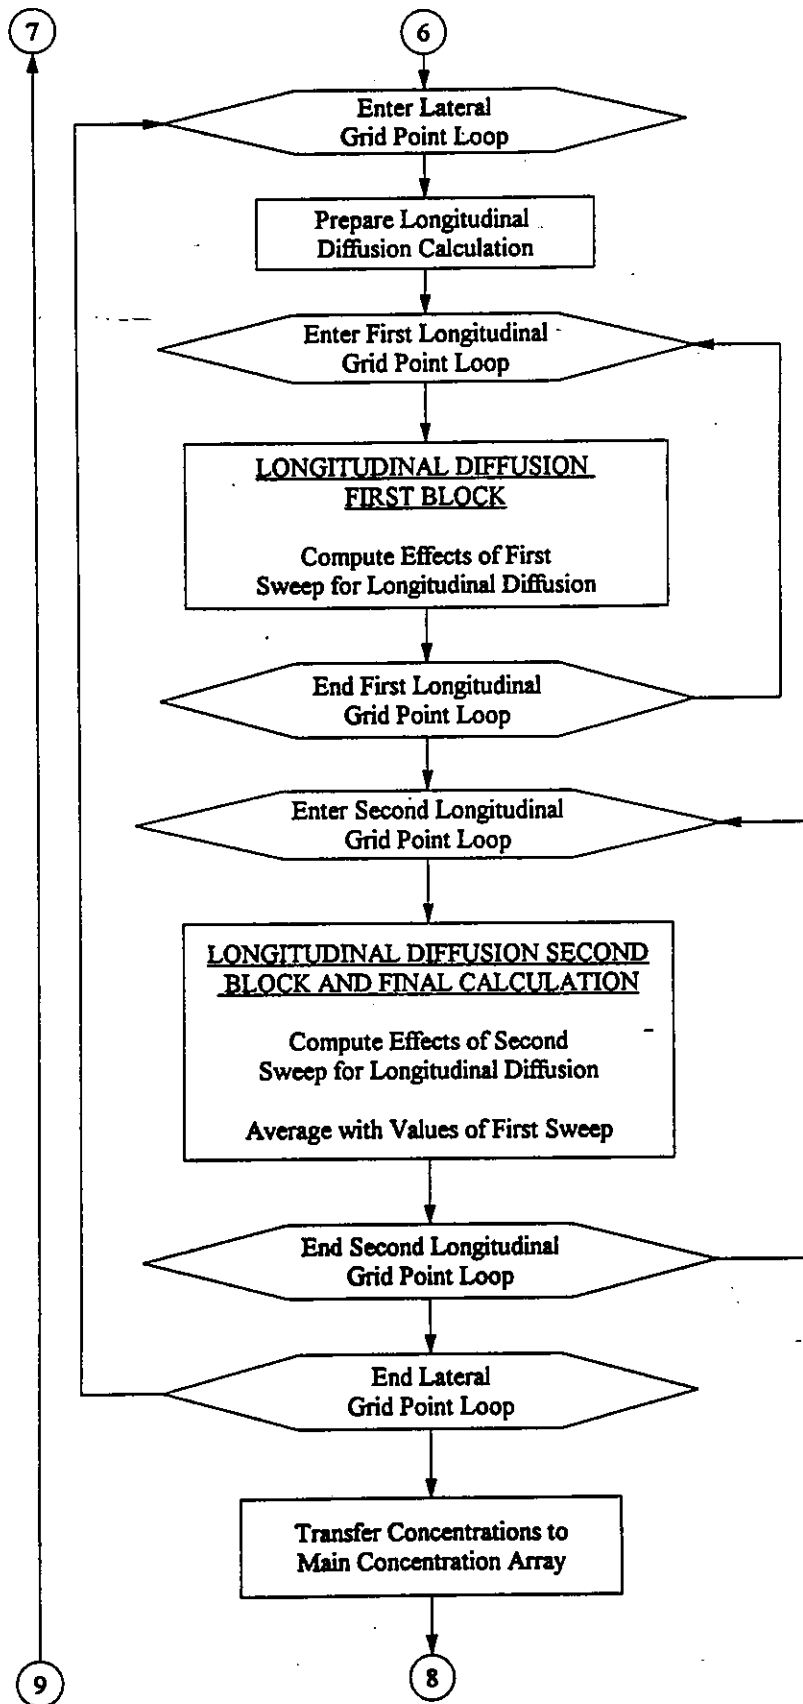 7
6
Enter Lateral
Grid Point Loop
Prepare Longitudinal
Diffusion Calculation
Enter First Longitudinal
Grid Point Loop
LONGITUDINAL DIFFUSION
FIRST BLOCK
Compute Effects of First
Sweep for Longitudinal Diffusion
End First Longitudinal
Grid Point Loop
Enter Second Longitudinal
Grid Point Loop
LONGITUDINAL DIFFUSION SECOND
BLOCK AND FINAL CALCULATION
Compute Effects of Second
Sweep for Longitudinal Diffusion
Average with Values of First Sweep
End Second Longitudinal
Grid Point Loop
End Lateral
Grid Point Loop
Transfer Concentrations to
Main Concentration Array
9
8